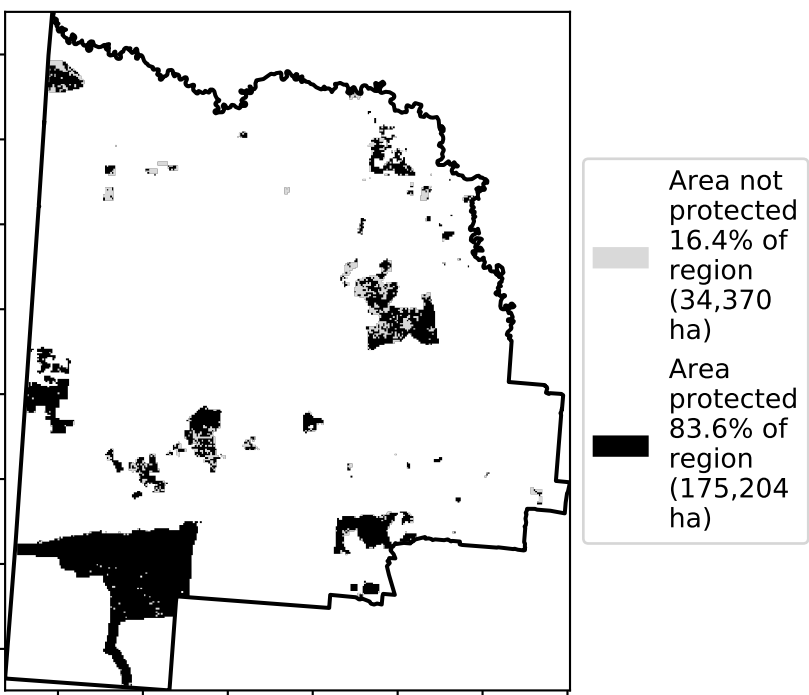 Area not
protected
16.4% of
region
(34,370
ha)
Area
protected
83.6% of
region
(175,204
ha)